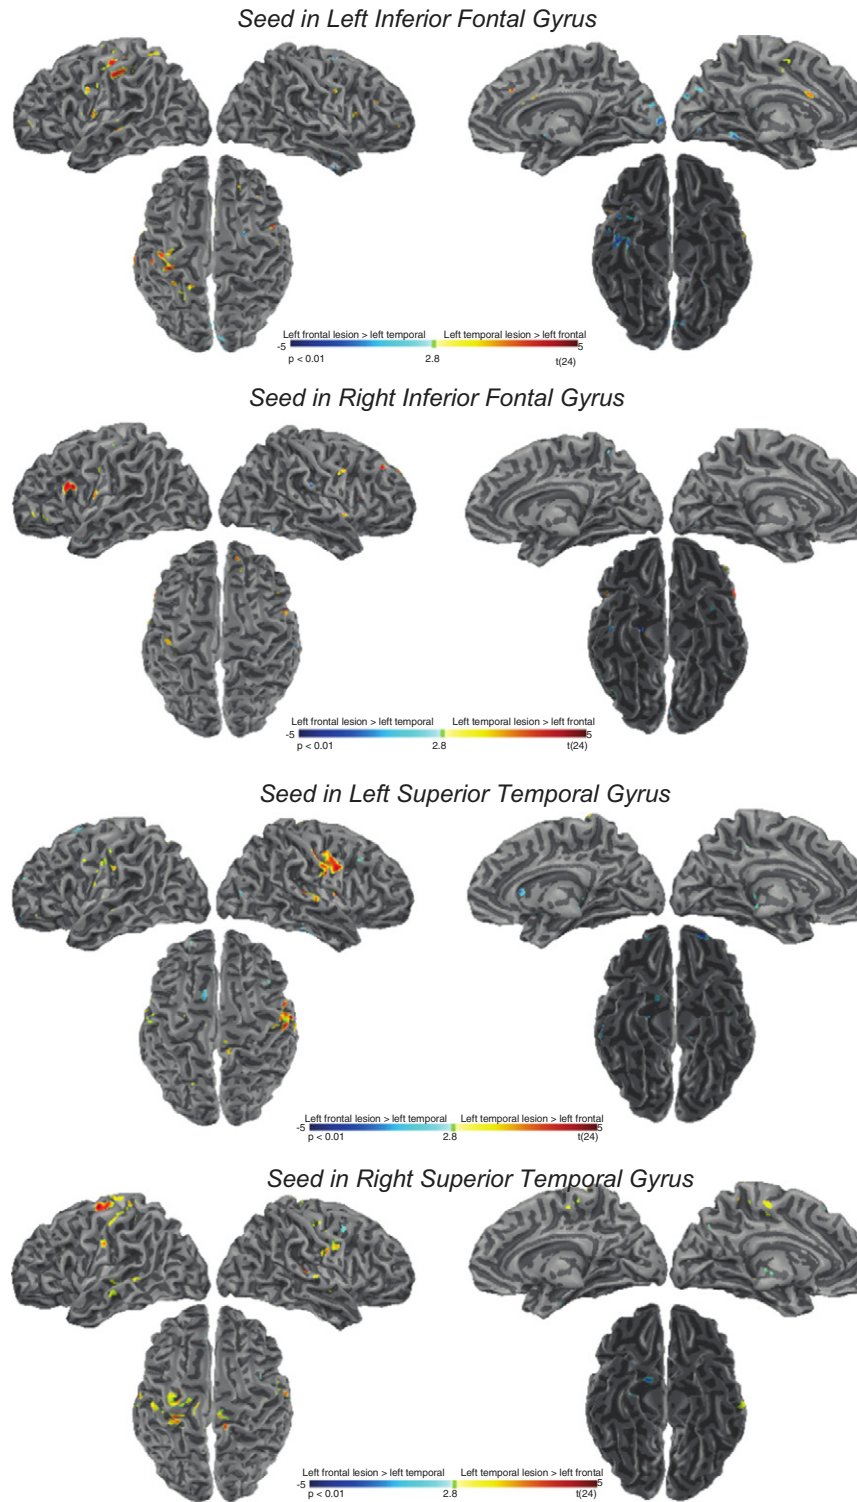 Seed in Left Inferior Fontal Gyrus
Left frontal lesion > left temporal Left temporal lesion > left frontal
-5 5
p < 0.01 2.8 t(24)
Seed in Right Inferior Fontal Gyrus
Left frontal lesion > left temporal Left temporal lesion > left frontal
-5 5
p < 0.01 2.8 t(24)
Seed in Left Superior Temporal Gyrus
Left frontal lesion > left temporal Left temporal lesion > left frontal
-5 5
p < 0.01 2.8 t(24)
Seed in Right Superior Temporal Gyrus
Left frontal lesion > left temporal Left temporal lesion > left frontal
-5 5
p < 0.01 2.8 t(24)